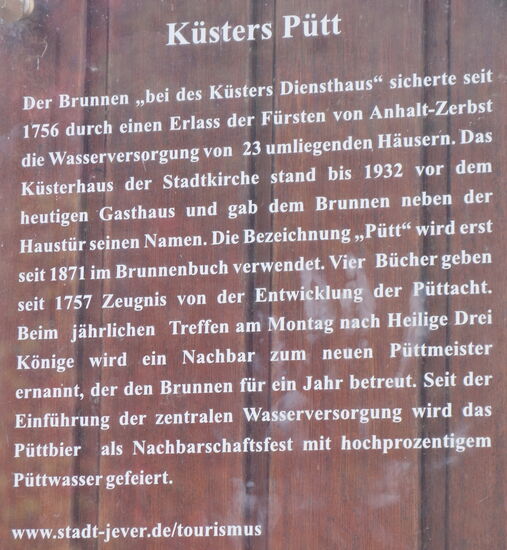 Küsters Pütt
Der Brunnen „bei des Küsters Diensthaus“ sicherte seit
1756 durch einen Erlass der Fürsten von Anhalt-Zerbst
die Wasserversorgung von 23 umliegenden Häusern. Das
Küsterhaus der Stadtkirche stand bis 1932 vor dem
heutigen Gasthaus und gab dem Brunnen neben der
Haustür seinen Namen. Die Bezeichnung „Pütt“ wird erst
seit 1871 im Brunnenbuch verwendet. Vier Bücher geben
seit 1757 Zeugnis von der Entwicklung der Püttacht.
Beim jährlichen Treffen am Montag nach Heilige Drei
Könige wird ein Nachbar zum neuen Püttmeister
ernannt, der den Brunnen für ein Jahr betreut. Seit der
Einführung der zentralen Wasserversorgung wird das
Püttbier als Nachbarschaftsfest mit hochprozentigem
Püttwasser gefeiert.
www.stadt-jever.de/tourismus